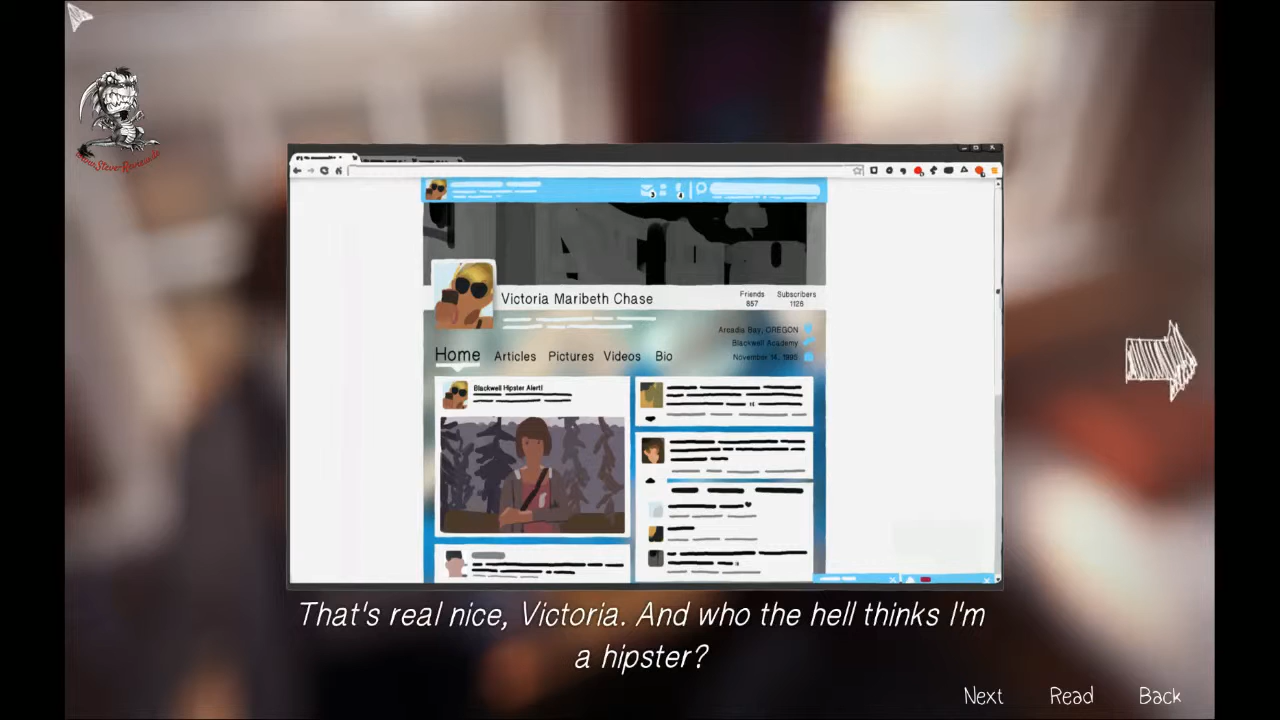 Victoria Maribeth Chase
Friends
857
Subscribers
1126
Arcadia Bay, OREGON
Blackwell Academy
November 14, 1995
Home Articles Pictures Videos Bio
Blackwell Hipster Alert!
That's real nice, Victoria. And who the hell thinks I'm
a hipster?
Next Read Back